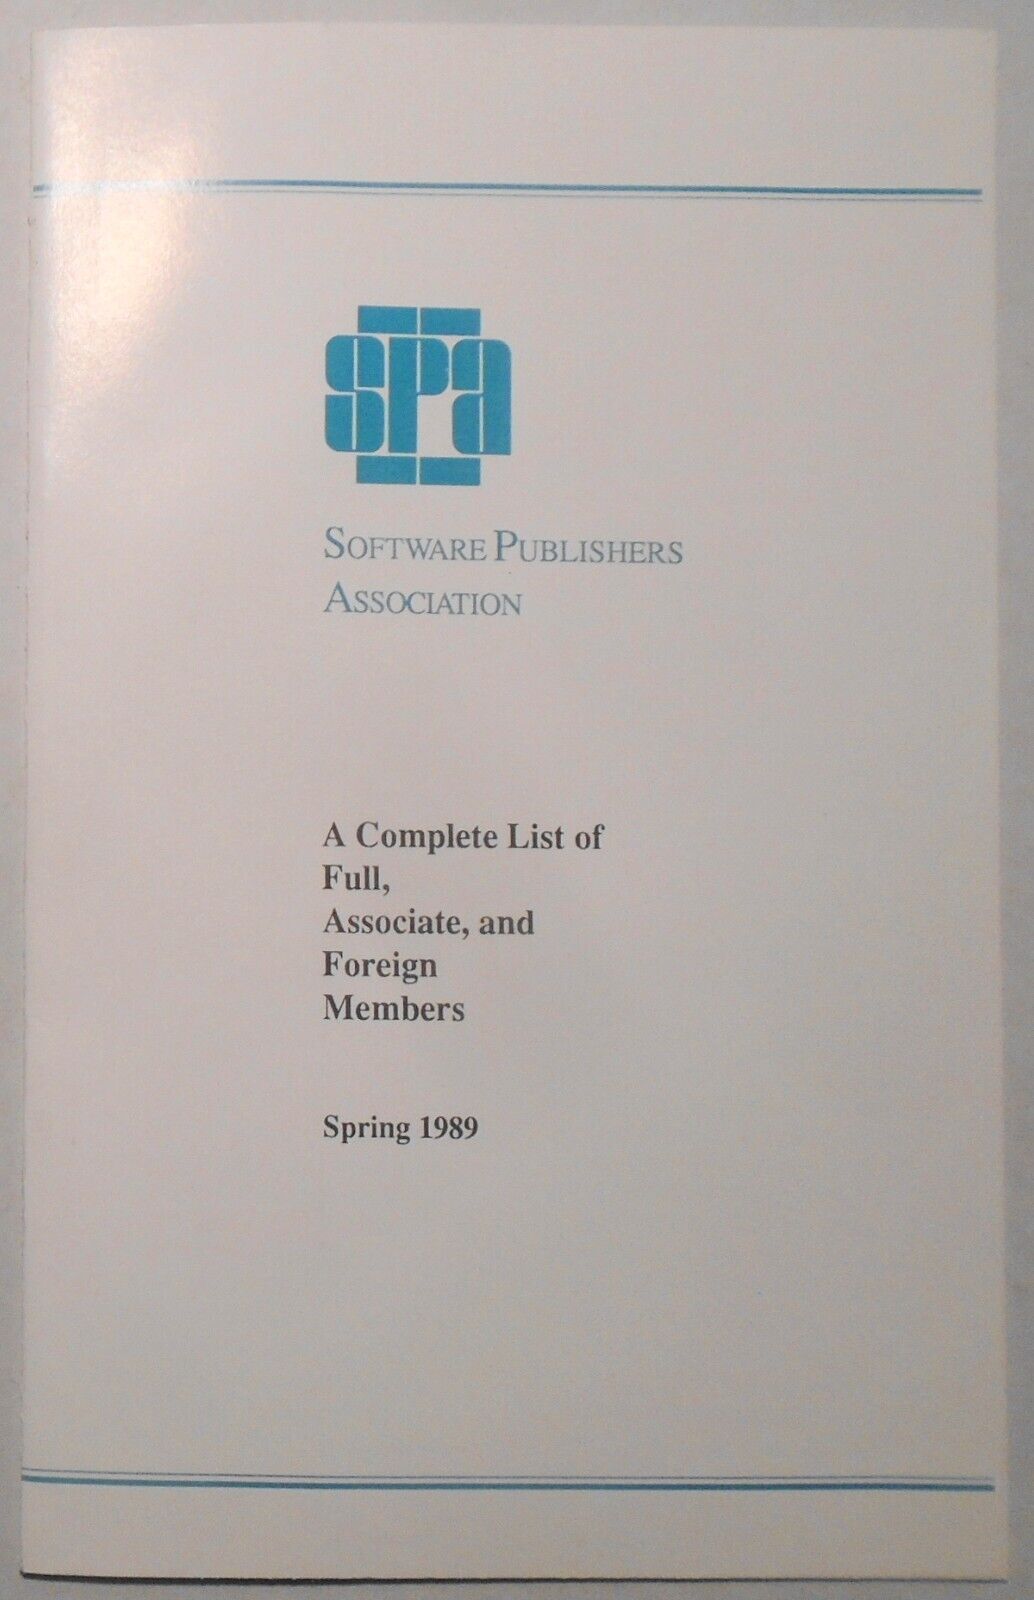 spa
SOFTWARE PUBLISHERS
ASSOCIATION
A Complete List of
Full,
Associate, and
Foreign
Members
Spring 1989